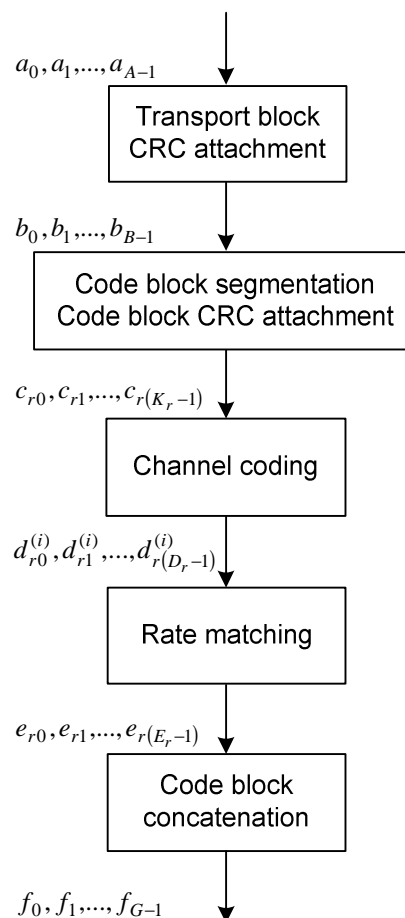 a_0, a_1,..., a_{A−1}
Transport block
CRC attachment
b_0, b_1,..., b_{B−1}
Code block segmentation
Code block CRC attachment
c_{r0}, c_{r1},..., c_{r(K_r−1)}
Channel coding
d_{r0}^{(i)}, d_{r1}^{(i)},..., d_{r(D_r−1)}^{(i)}
Rate matching
e_{r0}, e_{r1},..., e_{r(E_r−1)}
Code block
concatenation
f_0, f_1,..., f_{G−1}